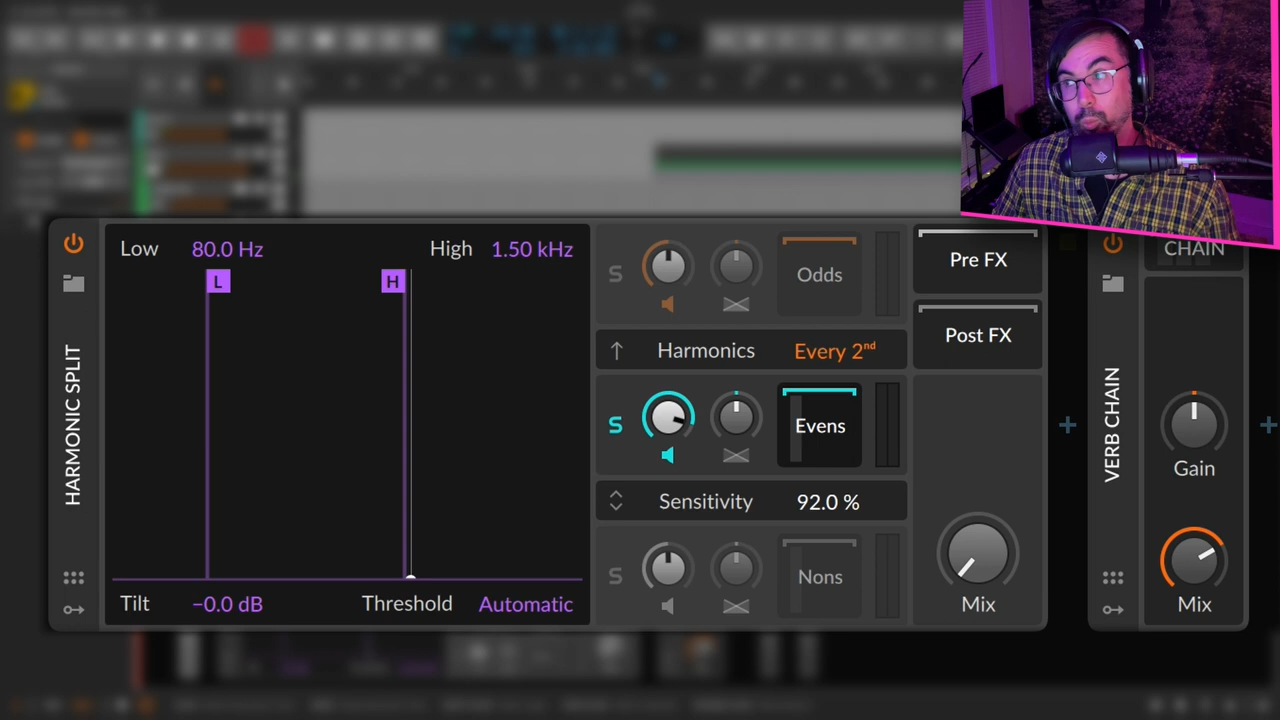 HARMONIC SPLIT
Low 80.0 Hz High 1.50 kHz
L H
Tilt −0.0 dB Threshold Automatic
S Odds
Harmonics Every 2nd
S Evens
Sensitivity 92.0 %
S Nons
Pre FX
Post FX
Mix
VERB CHAIN
CHAIN
Gain
Mix